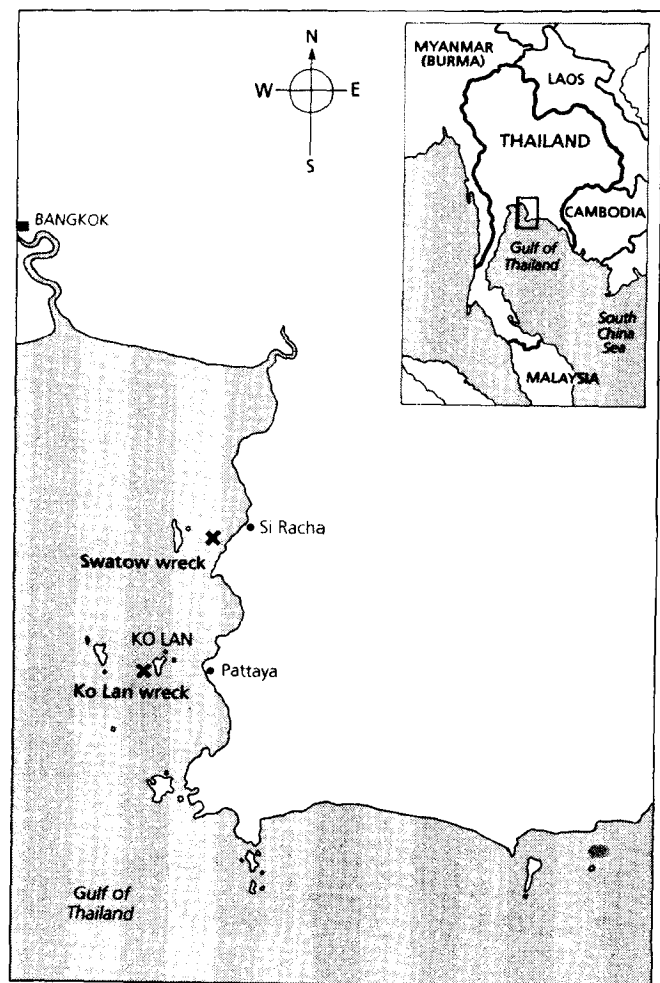 N
W
E
S
BANGKOK
Si Racha
Swatow wreck
KO LAN
Pattaya
Ko Lan wreck
Gulf of
Thailand
MYANMAR
(BURMA)
LAOS
THAILAND
CAMBODIA
Gulf of
Thailand
South
China
Sea
MALAYSIA